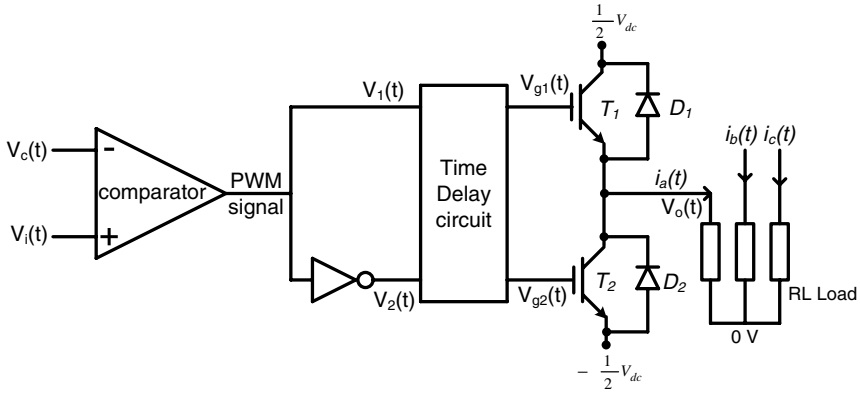 1/2 V_dc
V_c(t)
-
comparator
V_i(t)
+
PWM
signal
V_1(t)
V_2(t)
Time
Delay
circuit
V_g1(t)
V_g2(t)
T_1
D_1
T_2
D_2
i_a(t)
V_o(t)
i_b(t) i_c(t)
RL Load
0 V
- 1/2 V_dc